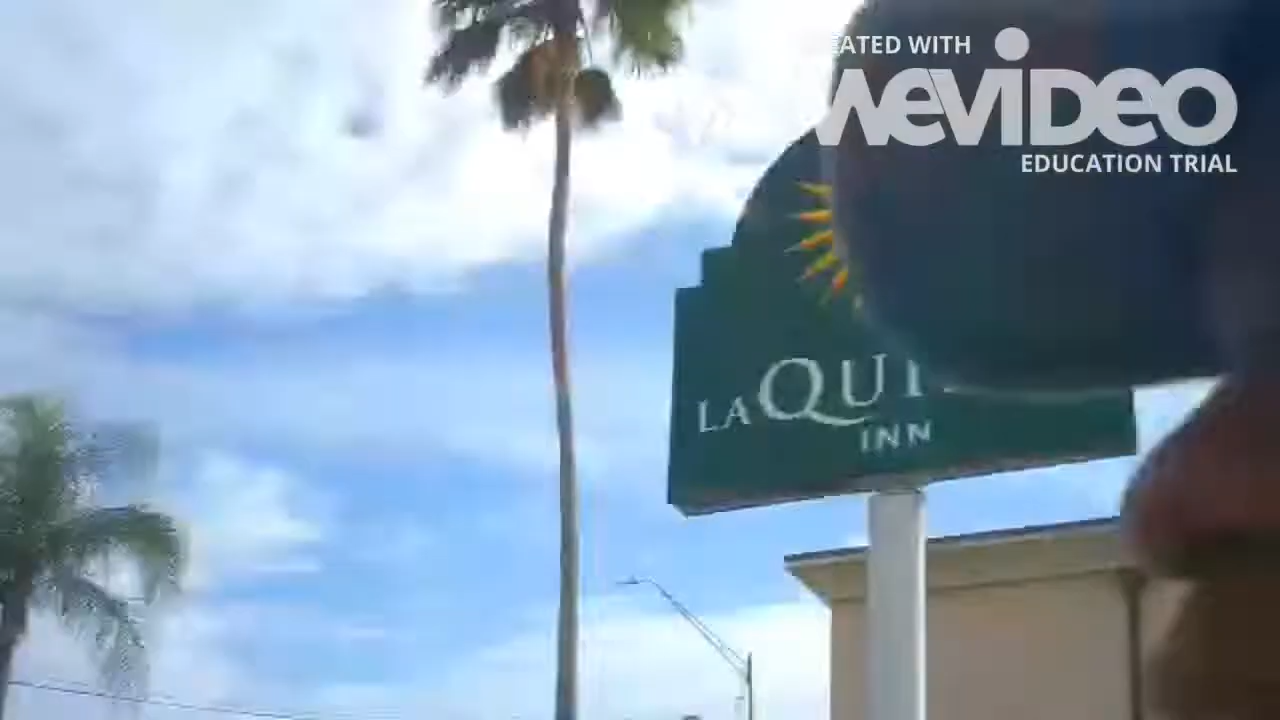 EATED WITH
WEVIDEO
EDUCATION TRIAL
LA QUI
INN